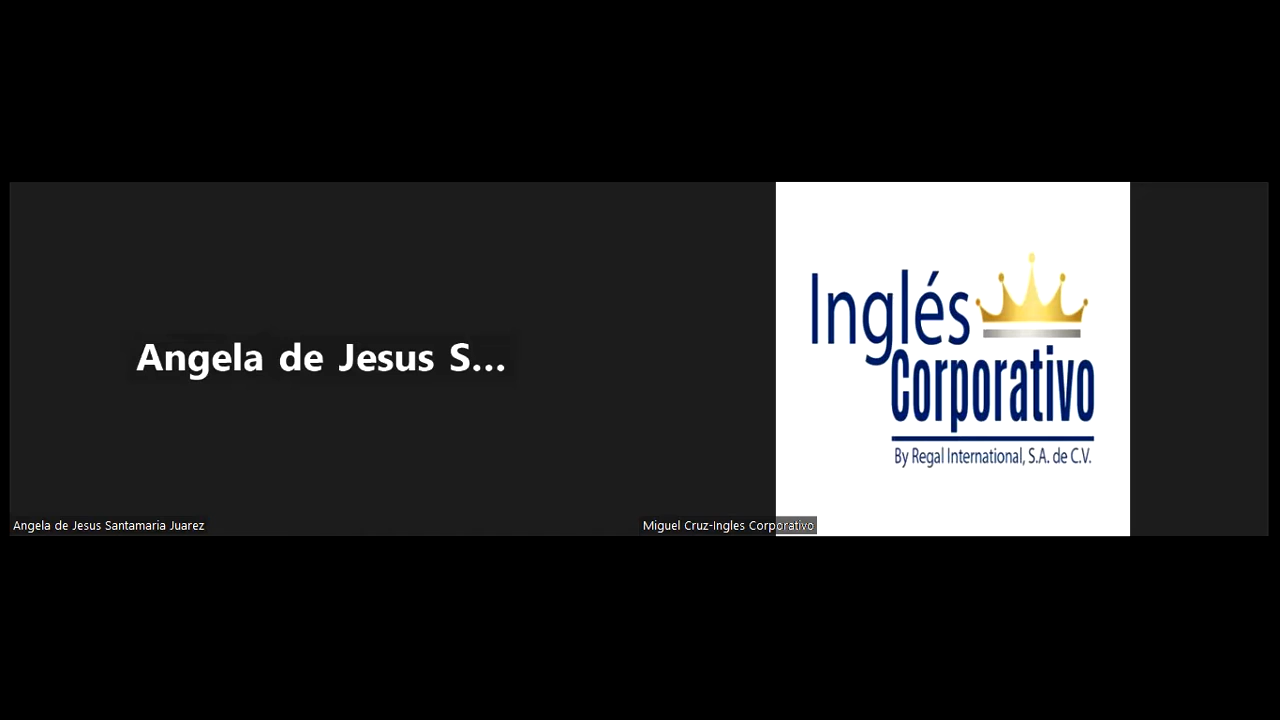 Angela de Jesus S...
Angela de Jesus Santamaria Juarez
Inglés
Corporativo
By Regal International, S.A. de C.V.
Miguel Cruz-Ingles Corporativo